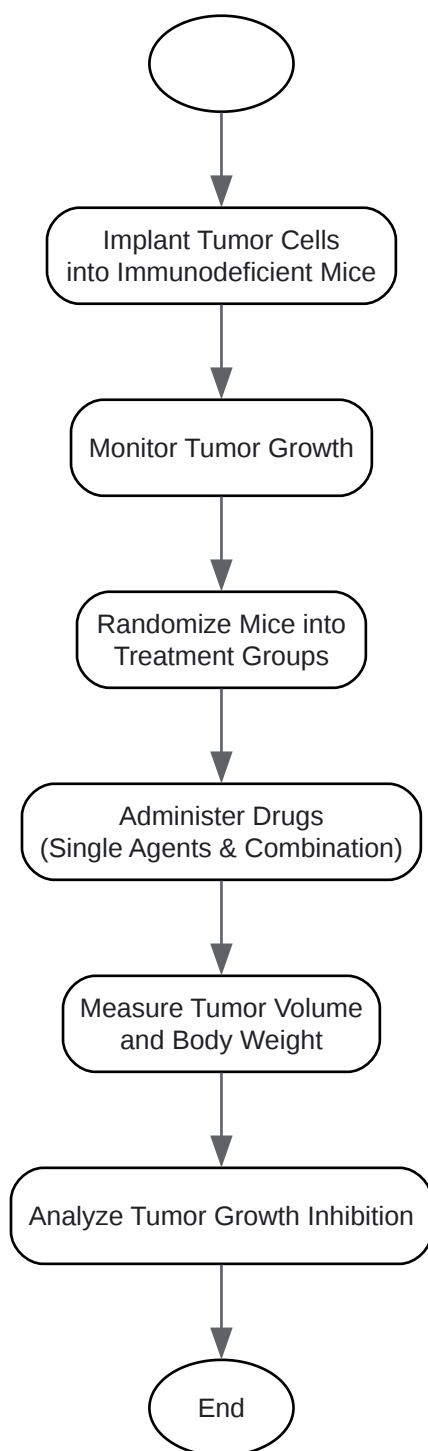 Implant Tumor Cells
into Immunodeficient Mice
Monitor Tumor Growth
Randomize Mice into
Treatment Groups
Administer Drugs
(Single Agents & Combination)
Measure Tumor Volume
and Body Weight
Analyze Tumor Growth Inhibition
End